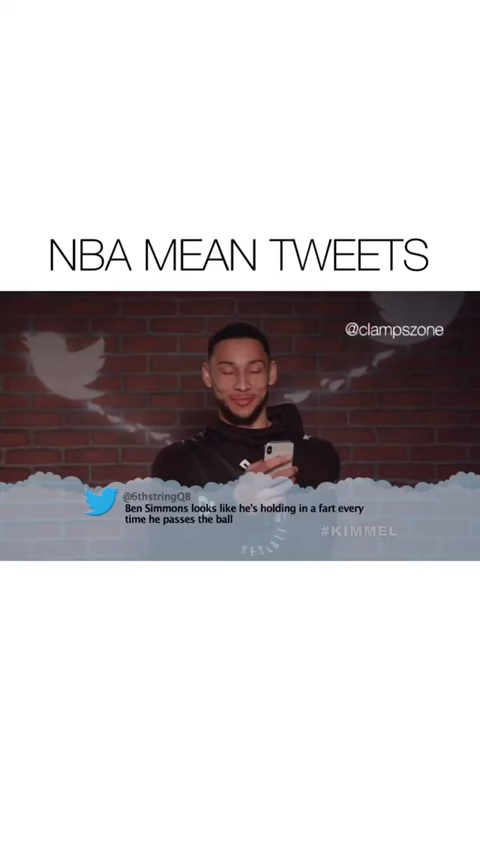 NBA MEAN TWEETS
@clampszone
@6thstringQB
Ben Simmons looks like he's holding in a fart every
time he passes the ball
#KIMMEL